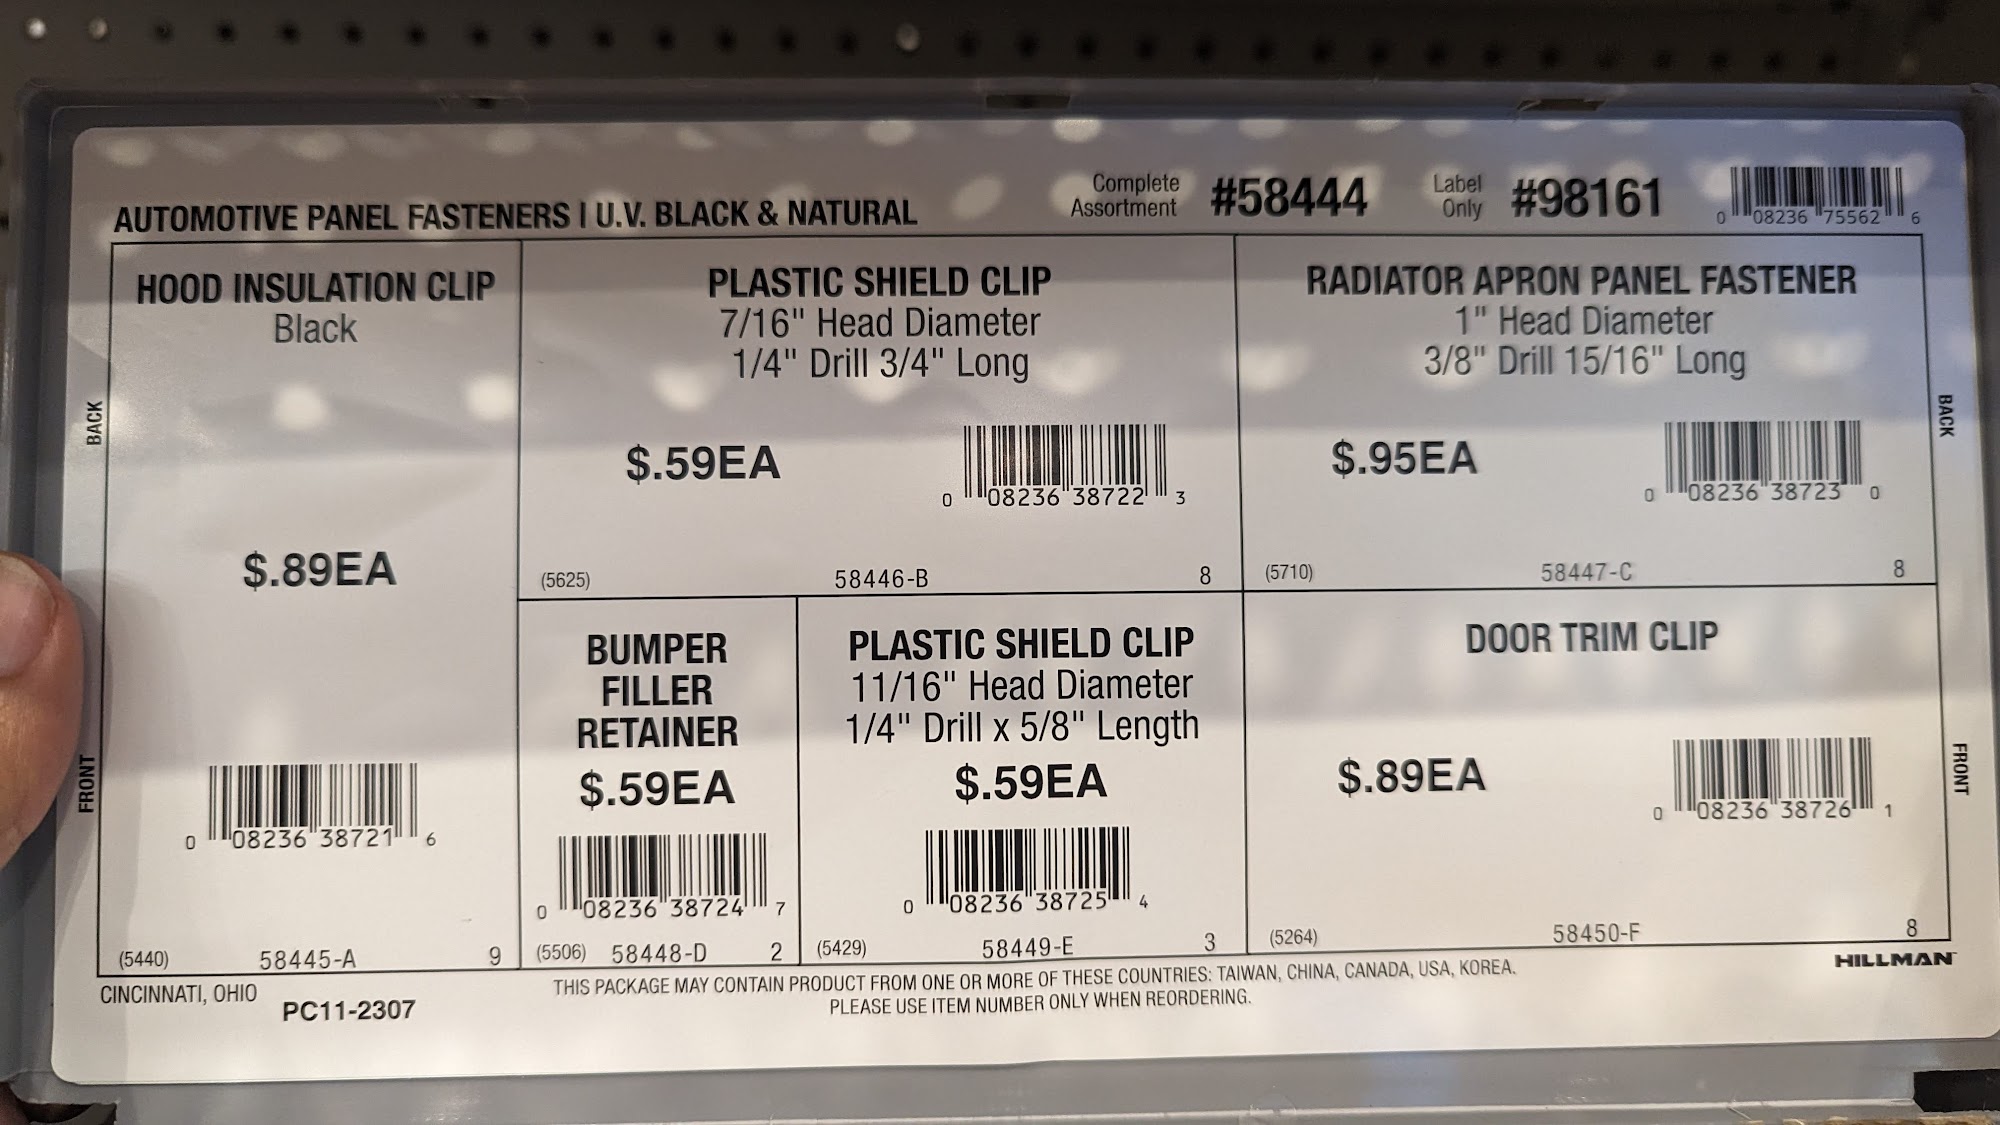 AUTOMOTIVE PANEL FASTENERS | U.V. BLACK & NATURAL
Complete
Assortment
#58444
Label
Only
#98161
0 08236 75562 6
HOOD INSULATION CLIP
Black
$.89EA
0 08236 38721 6
(5440) 58445-A 9
PLASTIC SHIELD CLIP
7/16" Head Diameter
1/4" Drill 3/4" Long
$.59EA
0 08236 38722 3
(5625) 58446-B 8
RADIATOR APRON PANEL FASTENER
1" Head Diameter
3/8" Drill 15/16" Long
$.95EA
0 08236 38723 0
(5710) 58447-C 8
BUMPER
FILLER
RETAINER
$.59EA
0 08236 38724 7
(5506) 58448-D 2
PLASTIC SHIELD CLIP
11/16" Head Diameter
1/4" Drill x 5/8" Length
$.59EA
0 08236 38725 4
(5429) 58449-E 3
DOOR TRIM CLIP
$.89EA
0 08236 38726 1
(5264) 58450-F 8
BACK
FRONT
BACK
FRONT
HILLMAN
CINCINNATI, OHIO
PC11-2307
THIS PACKAGE MAY CONTAIN PRODUCT FROM ONE OR MORE OF THESE COUNTRIES: TAIWAN, CHINA, CANADA, USA, KOREA.
PLEASE USE ITEM NUMBER ONLY WHEN REORDERING.